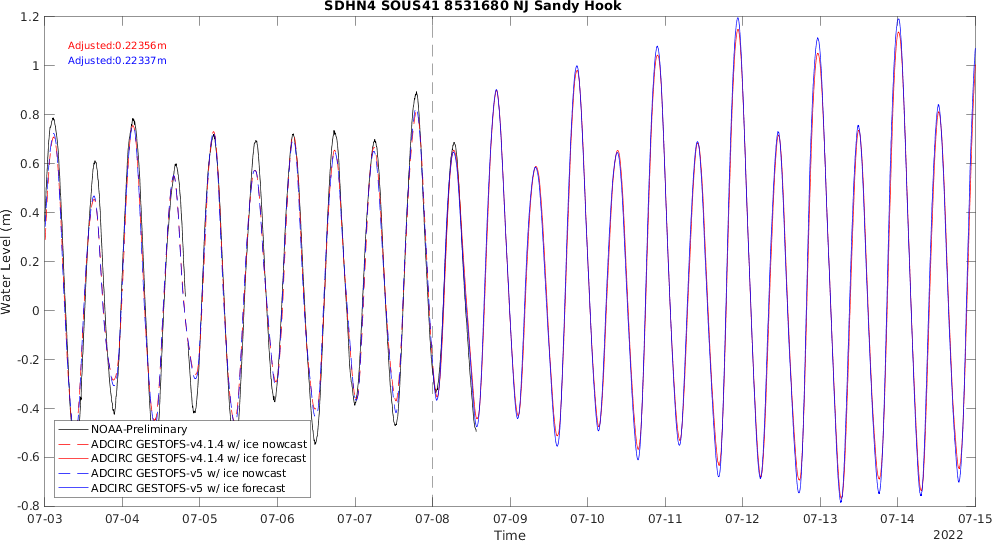 SDHN4 SOUS41 8531680 NJ Sandy Hook
Adjusted:0.22356m
Adjusted:0.22337m
1.2
1
0.8
0.6
0.4
0.2
0
-0.2
-0.4
-0.6
-0.8
Water Level (m)
NOAA-Preliminary
ADCIRC GESTOFS-v4.1.4 w/ ice nowcast
ADCIRC GESTOFS-v4.1.4 w/ ice forecast
ADCIRC GESTOFS-v5 w/ ice nowcast
ADCIRC GESTOFS-v5 w/ ice forecast
07-03 07-04 07-05 07-06 07-07 07-08 07-09 07-10 07-11 07-12 07-13 07-14 07-15
Time
2022